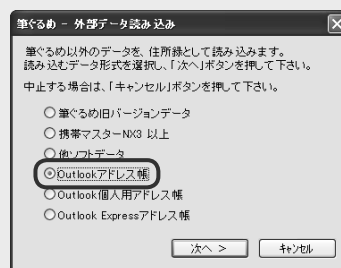 筆ぐるめ － 外部データ読み込み
筆ぐるめ以外のデータを、住所録として読み込みます。
読み込むデータ形式を選択し、「次へ」ボタンを押して下さい。
中止する場合は、「キャンセル」ボタンを押して下さい。
筆ぐるめ旧バージョンデータ
携帯マスターNX3 以上
他ソフトデータ
Outlookアドレス帳
Outlook個人用アドレス帳
Outlook Expressアドレス帳
次へ ＞
キャンセル